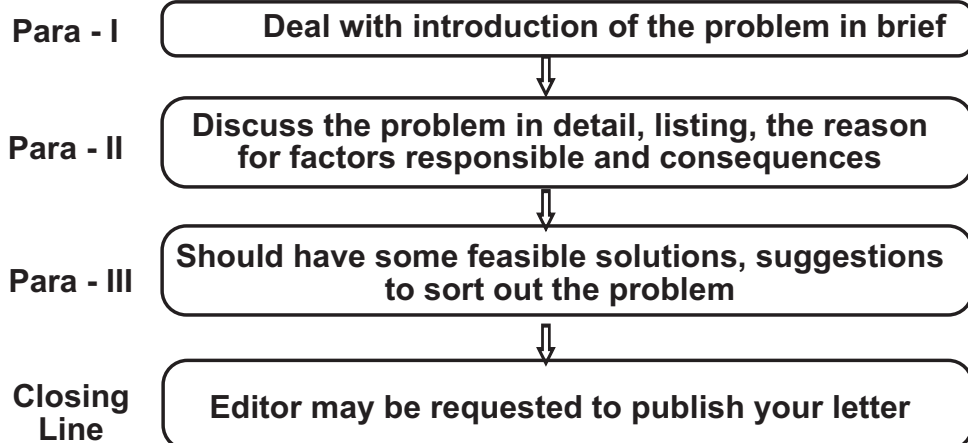 Para - I
Deal with introduction of the problem in brief
Para - II
Discuss the problem in detail, listing, the reason
for factors responsible and consequences
Para - III
Should have some feasible solutions, suggestions
to sort out the problem
Closing
Line
Editor may be requested to publish your letter